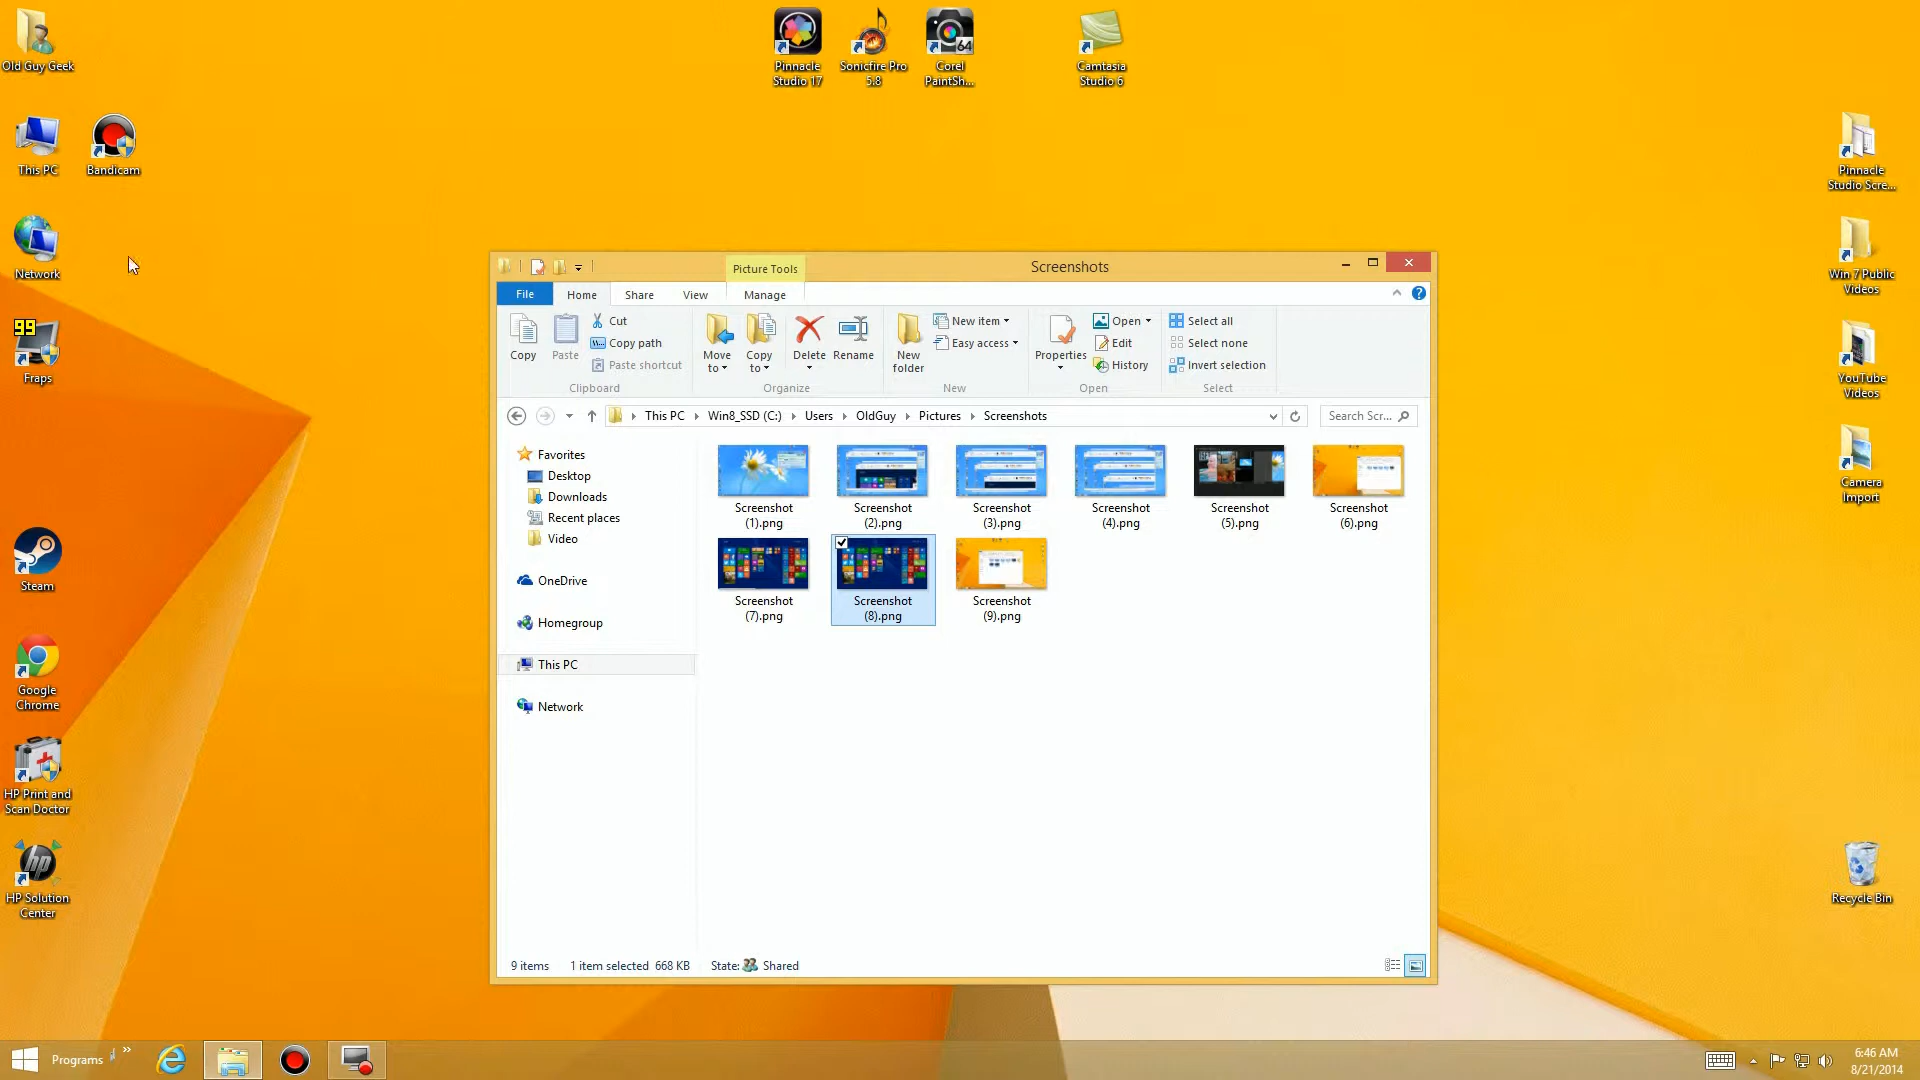 Old Guy Geek
Pinnacle
Studio 17
Sonicfire Pro
5.8
64
Corel
PaintSh...
Camtasia
Studio 6
This PC
Bandicam
Network
99
Fraps
Steam
Google
Chrome
HP Print and
Scan Doctor
hp
HP Solution
Center
Pinnacle
Studio Scre...
Win 7 Public
Videos
YouTube
Videos
Camera
Import
Recycle Bin
Picture Tools
Screenshots
File
Home
Share
View
Manage
Copy
Paste
Cut
Copy path
Paste shortcut
Clipboard
Move
to
Copy
to
Delete
Rename
Organize
New
folder
New item
Easy access
New
Properties
Open
Edit
History
Open
Select all
Select none
Invert selection
Select
This PC
Win8_SSD (C:)
Users
OldGuy
Pictures
Screenshots
Search Scr...
Favorites
Desktop
Downloads
Recent places
Video
OneDrive
Homegroup
This PC
Network
Screenshot
(1).png
Screenshot
(2).png
Screenshot
(3).png
Screenshot
(4).png
Screenshot
(5).png
Screenshot
(6).png
Screenshot
(7).png
Screenshot
(8).png
Screenshot
(9).png
9 items
1 item selected 668 KB
State: Shared
Programs
6:46 AM
8/21/2014